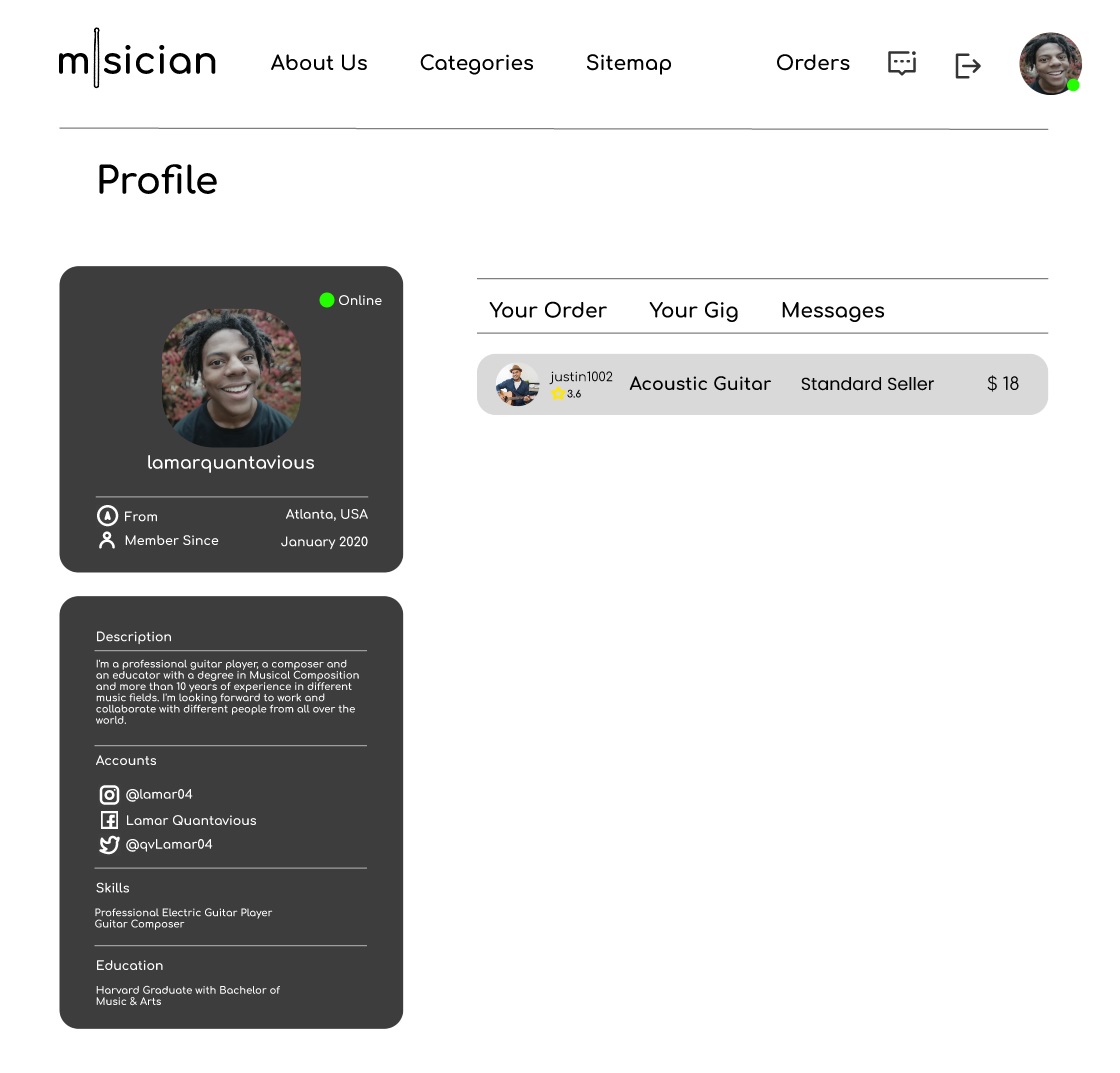 m|sician
About Us
Categories
Sitemap
Orders
Profile
Online
lamarquantavious
From
Atlanta, USA
Member Since
January 2020
Your Order
Your Gig
Messages
justin1002
3.6
Acoustic Guitar
Standard Seller
$ 18
Description
I'm a professional guitar player, a composer and
an educator with a degree in Musical Composition
and more than 10 years of experience in different
music fields. I'm looking forward to work and
collaborate with different people from all over the
world.
Accounts
@lamar04
Lamar Quantavious
@qvLamar04
Skills
Professional Electric Guitar Player
Guitar Composer
Education
Harvard Graduate with Bachelor of
Music & Arts